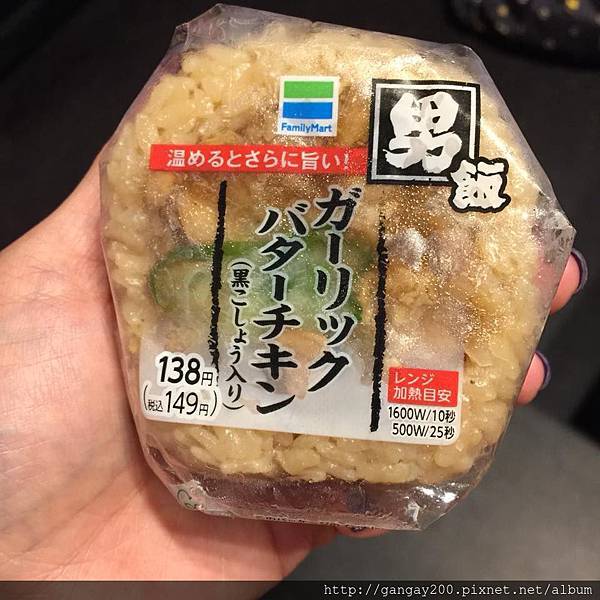 FamilyMart
男
飯
温めるとさらに旨い!
ガーリック
バターチキン
(黒こしょう入り)
138円
(税込149円)
レンジ
加熱目安
1600W/10秒
500W/25秒
http://gangay200.pixnet.net/album